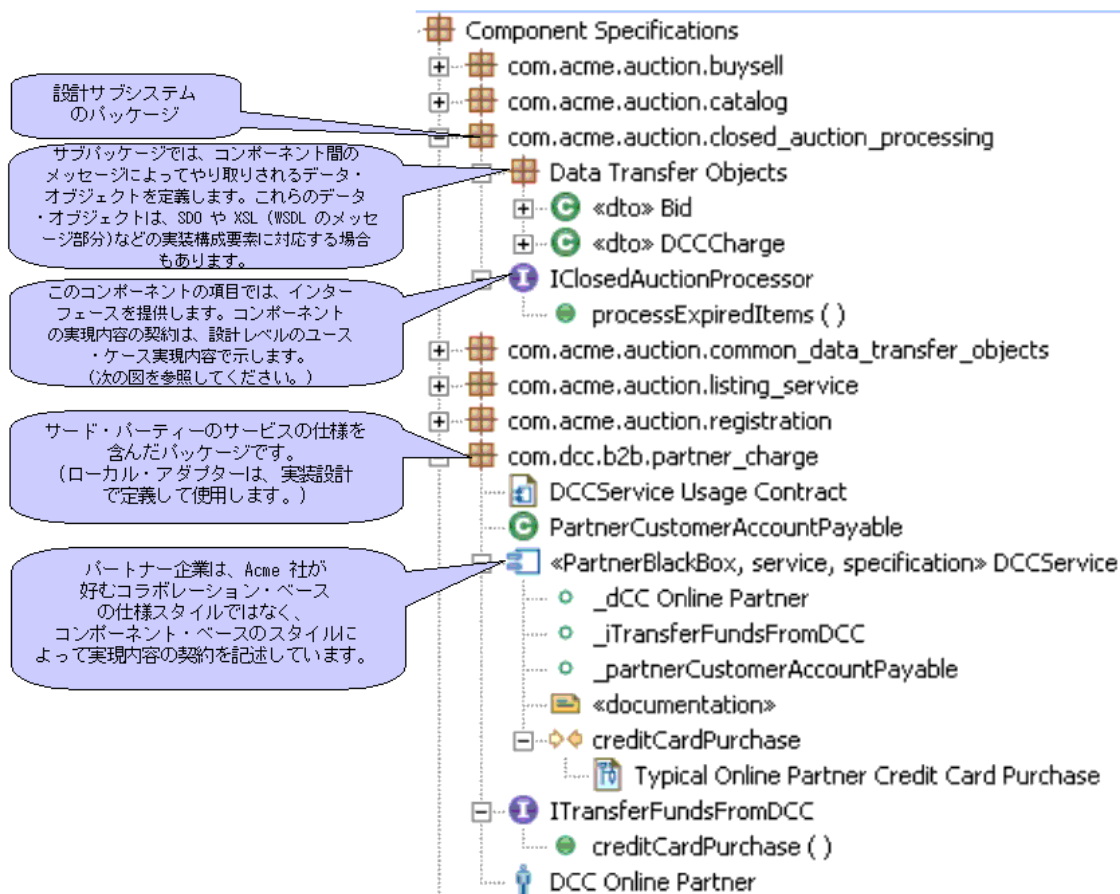 Component Specifications
com.acme.auction.buysell
com.acme.auction.catalog
com.acme.auction.closed_auction_processing
Data Transfer Objects
«dto» Bid
«dto» DCCCharge
IClosedAuctionProcessor
processExpiredItems ( )
com.acme.auction.common_data_transfer_objects
com.acme.auction.listing_service
com.acme.auction.registration
com.dcc.b2b.partner_charge
DCCService Usage Contract
PartnerCustomerAccountPayable
«PartnerBlackBox, service, specification» DCCService
_dCC Online Partner
_iTransferFundsFromDCC
_partnerCustomerAccountPayable
«documentation»
creditCardPurchase
Typical Online Partner Credit Card Purchase
ITransferFundsFromDCC
creditCardPurchase ( )
DCC Online Partner
設計サブシステム
のパッケージ
サブパッケージでは、コンポーネント間の
メッセージによってやり取りされるデータ・
オブジェクトを定義します。これらのデータ
・オブジェクトは、SDO や XSL (WSDL のメッセ
ージ部分)などの実装構成要素に対応する場合
もあります。
このコンポーネントの項目では、インター
フェースを提供します。コンポーネント
の実現内容の契約は、設計レベルのユース
・ケース実現内容で示します。
(次の図を参照してください。)
サード・パーティーのサービスの仕様を
含んだパッケージです。
(ローカル・アダプターは、実装設計
で定義して使用します。)
パートナー企業は、Acme 社が
好むコラボレーション・ベース
の仕様スタイルではなく、
コンポーネント・ベースのスタイルに
よって実現内容の契約を記述しています。